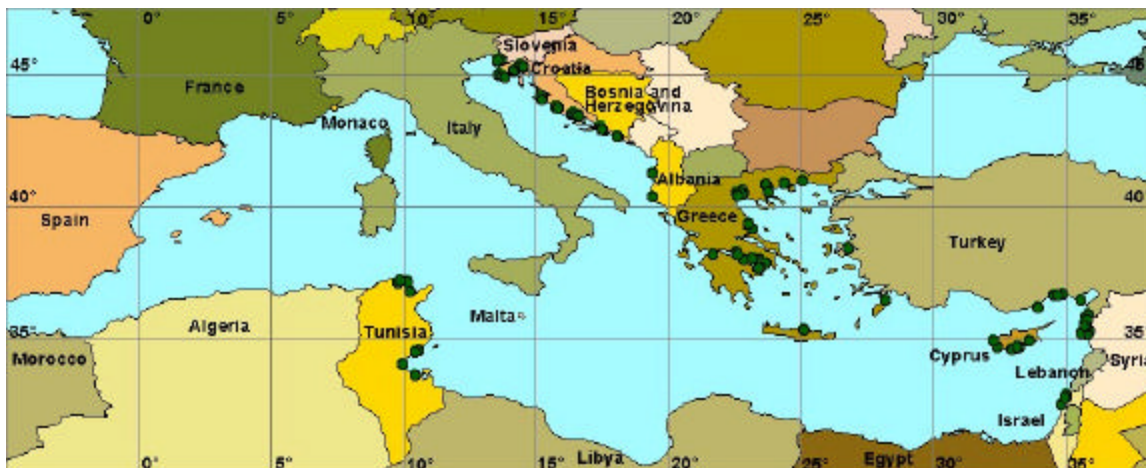 0° 5° 10° 15° 20° 25° 30° 35°
Slovenia
45° Croatia 45
France
Bosnia and
Herzegovina
Monaco
Italy
Albania
40° 40
Spain
Greece
Turkey
Algeria
Tunisia
Malta
35° 35
Morocco
Cyprus
Syria
Lebanon
Israel
0° 5° 10° 15° Libya 20° 25° Egypt 30° 35°